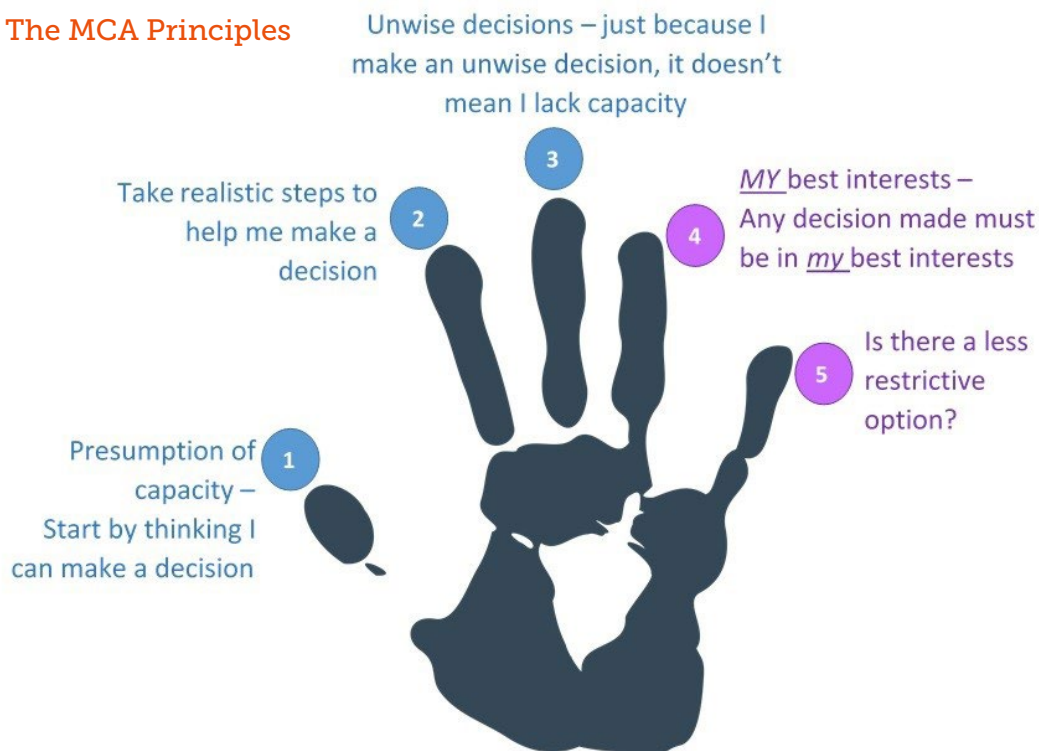 The MCA Principles
Unwise decisions – just because I
make an unwise decision, it doesn't
mean I lack capacity
3
Take realistic steps to
help me make a
decision
2
MY best interests –
Any decision made must
be in my best interests
4
Is there a less
restrictive
option?
5
Presumption of
capacity –
Start by thinking I
can make a decision
1